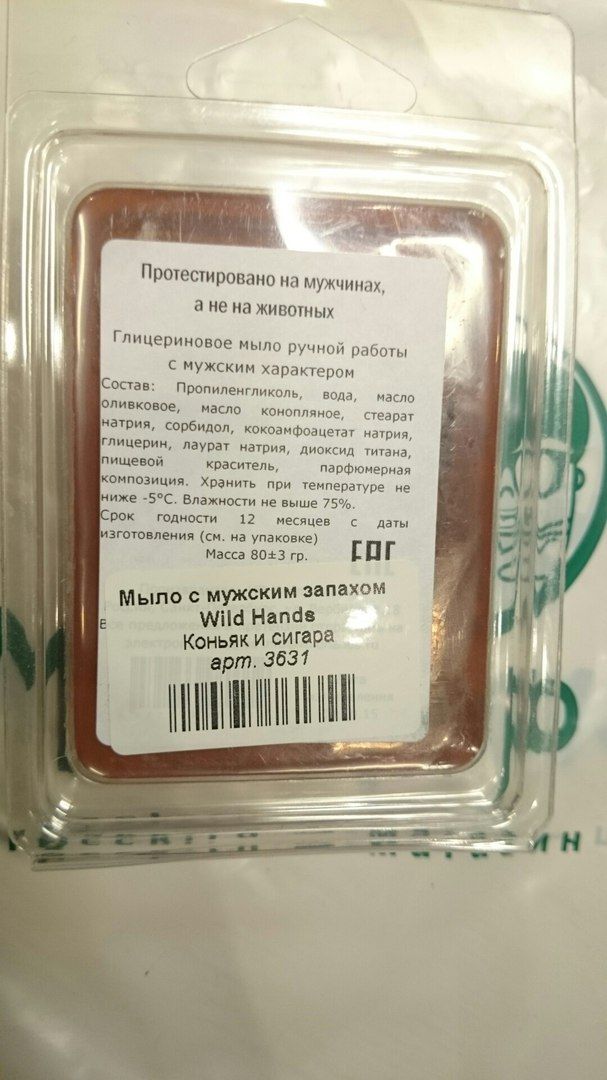 Протестировано на мужчинах,
а не на животных
Глицериновое мыло ручной работы
с мужским характером
Состав: Пропиленгликоль, вода, масло
оливковое, масло конопляное, стеарат
натрия, сорбидол, кокоамфоацетат натрия,
глицерин, лаурат натрия, диоксид титана,
пищевой краситель, парфюмерная
композиция. Хранить при температуре не
ниже -5°С. Влажности не выше 75%.
Срок годности 12 месяцев с даты
изготовления (см. на упаковке)
Масса 80±3 гр.
ЕАС
Мыло с мужским запахом
Wild Hands
Коньяк и сигара
арт. 3631